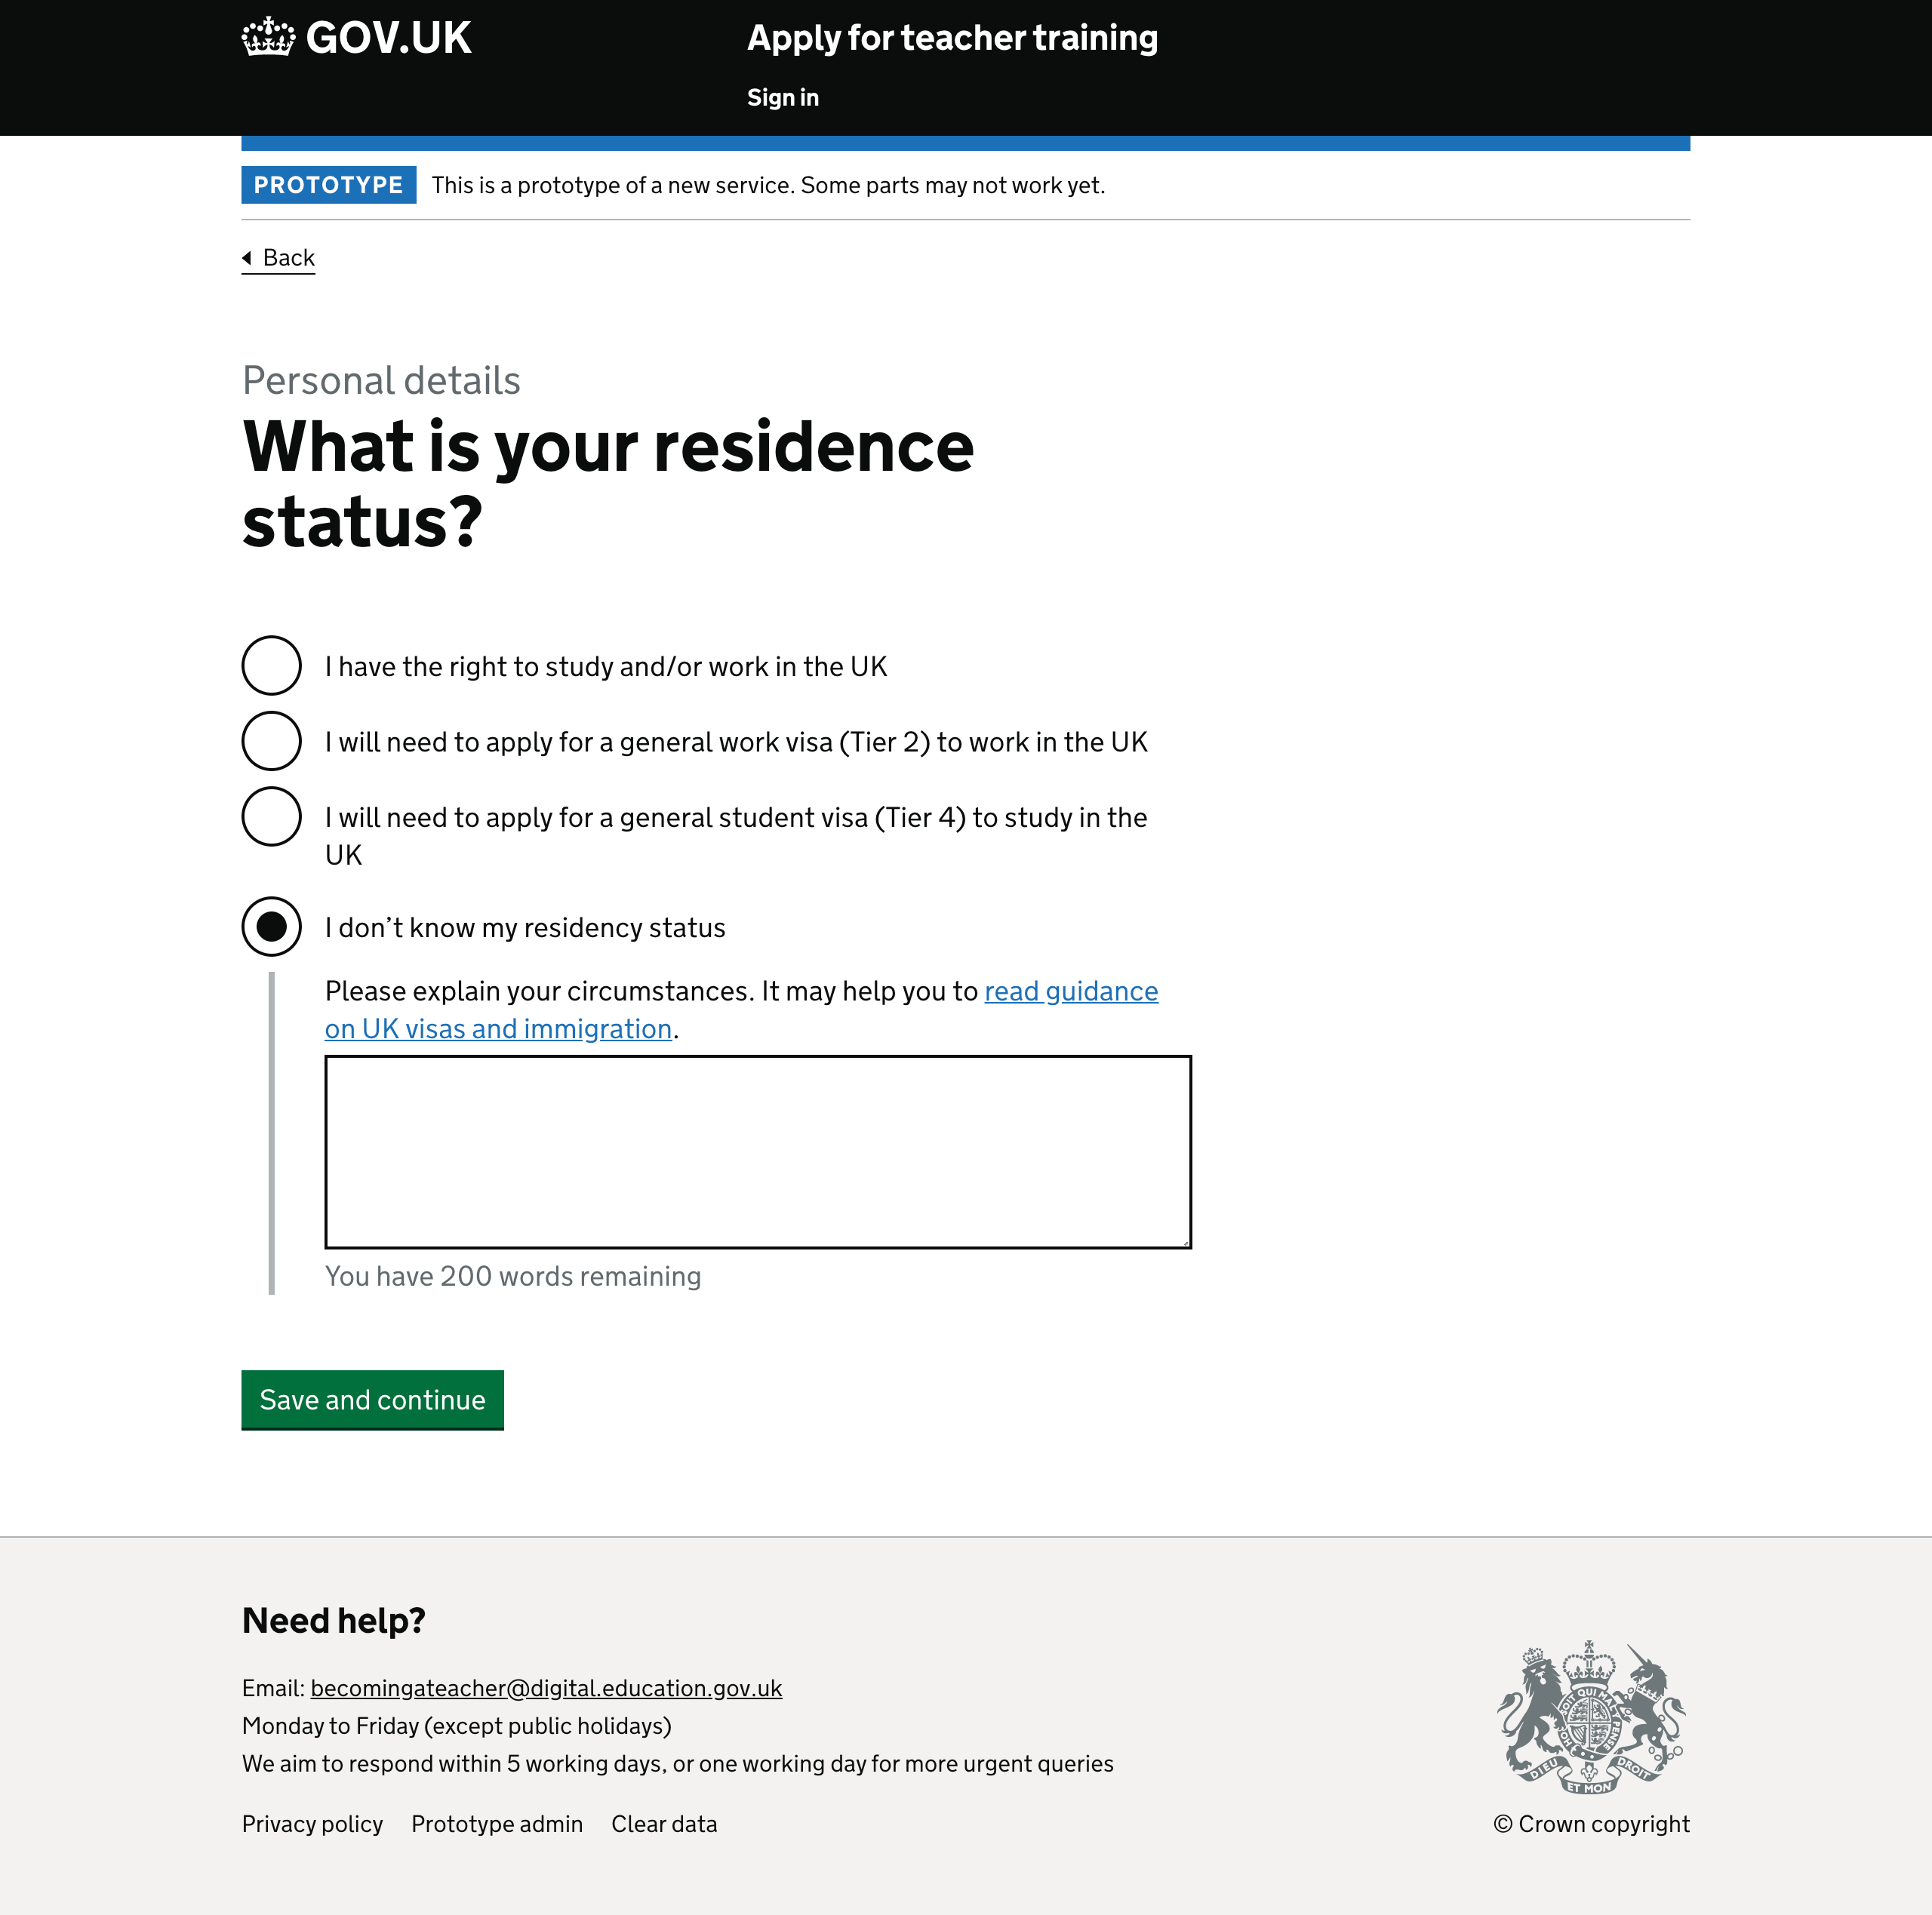 GOV.UK
Apply for teacher training
Sign in
PROTOTYPE This is a prototype of a new service. Some parts may not work yet.
Back
Personal details
What is your residence
status?
I have the right to study and/or work in the UK
I will need to apply for a general work visa (Tier 2) to work in the UK
I will need to apply for a general student visa (Tier 4) to study in the
UK
I don’t know my residency status
Please explain your circumstances. It may help you to read guidance
on UK visas and immigration.
You have 200 words remaining
Save and continue
Need help?
Email: becomingateacher@digital.education.gov.uk
Monday to Friday (except public holidays)
We aim to respond within 5 working days, or one working day for more urgent queries
DIEU ET MON DROIT
Privacy policy Prototype admin Clear data
© Crown copyright